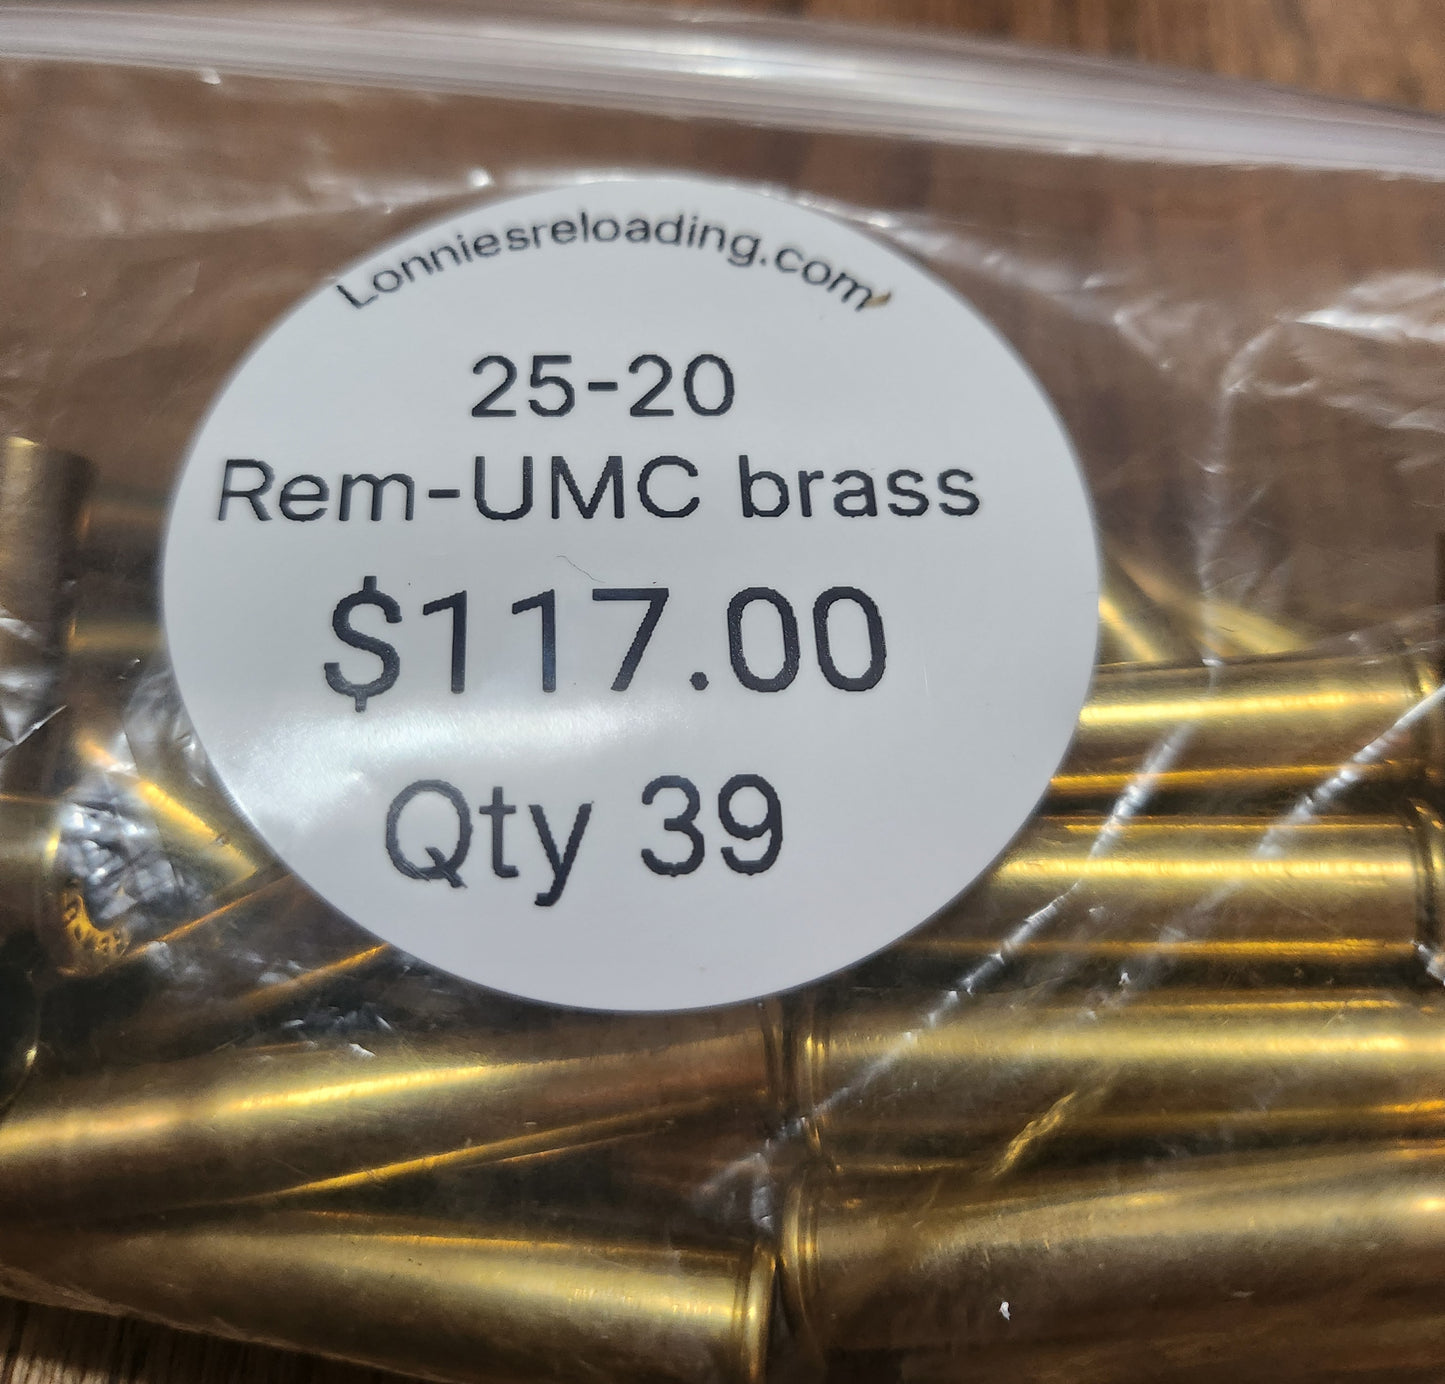 Lonniesreloading.com
25-20
Rem-UMC brass
$117.00
Qty 39